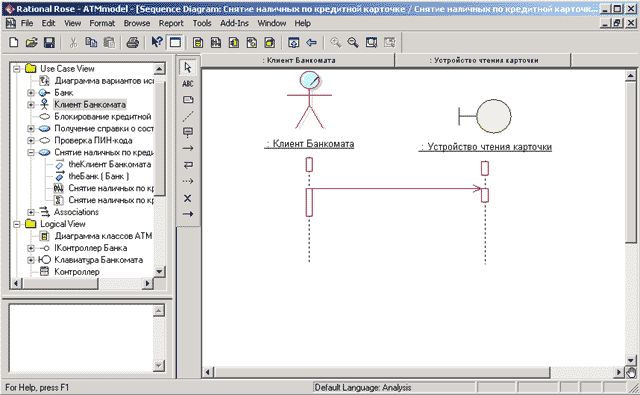 Rational Rose - ATMmodel - [Sequence Diagram: Снятие наличных по кредитной карточке / Снятие наличных по кредитной карточк...
File Edit View Format Browse Report Tools Add-Ins Window Help
: Клиент Банкомата : Устройство чтения карточки
ABC
Use Case View
Диаграмма вариантов исп
Банк
Клиент Банкомата
Блокирование кредитной
Получение справки о сост
Проверка ПИН-кода
Снятие наличных по креди
theКлиент Банкомата
theБанк ( Банк )
Снятие наличных по кр
Снятие наличных по кр
Associations
Logical View
Диаграмма классов ATM
IКонтроллер Банка
Клавиатура Банкомата
Контроллер
: Клиент Банкомата
: Устройство чтения карточки
For Help, press F1
Default Language: Analysis